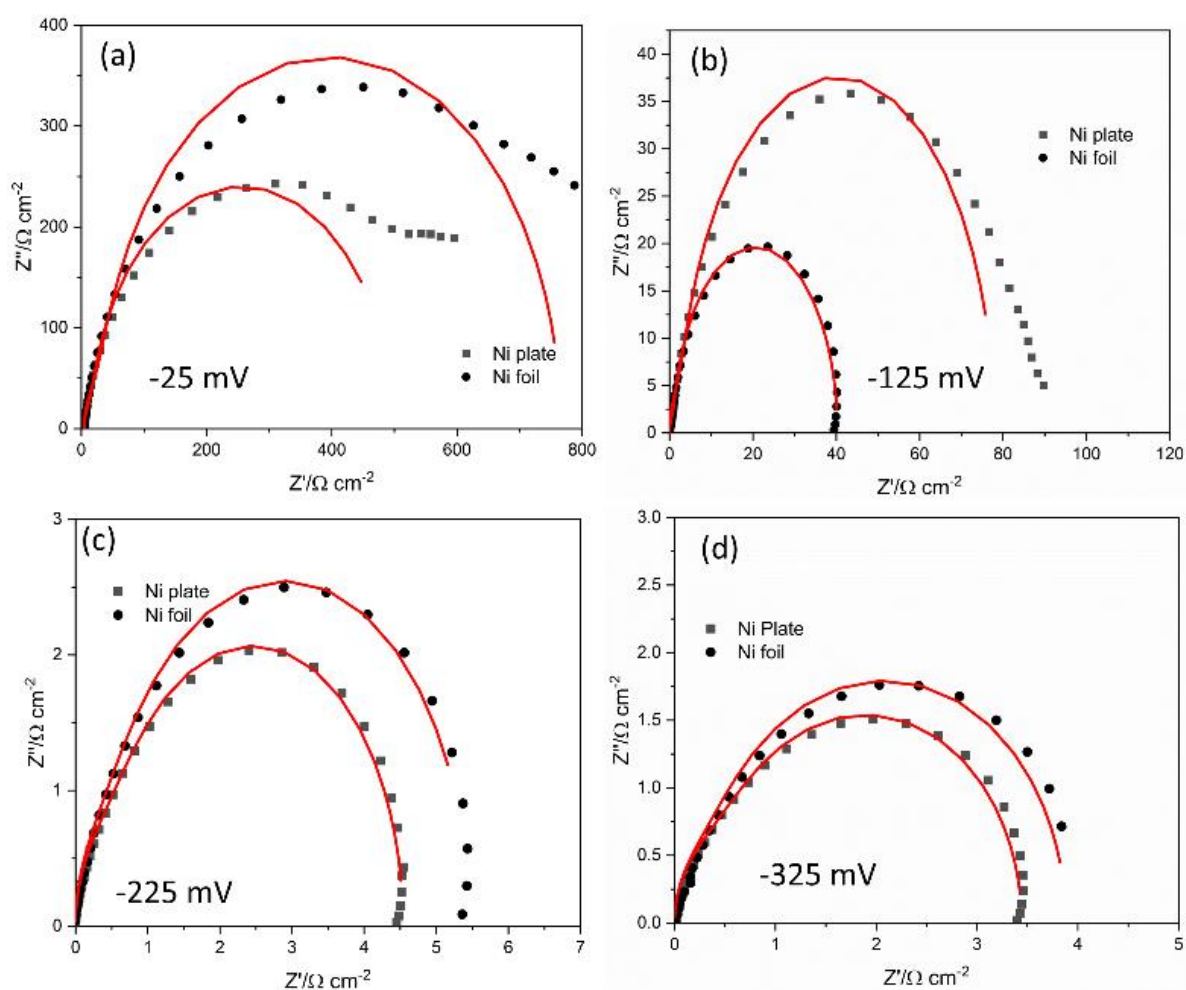 (a)
400
300
200
100
0
Z''/Ω cm⁻²
Ni plate
Ni foil
-25 mV
0 200 400 600 800
Z'/Ω cm⁻²
(b)
40
35
30
25
20
15
10
5
0
Z''/Ω cm⁻²
Ni plate
Ni foil
-125 mV
0 20 40 60 80 100 120
Z'/Ω cm⁻²
(c)
3
2
1
0
Z''/Ω cm⁻²
Ni plate
Ni foil
-225 mV
0 1 2 3 4 5 6 7
Z'/Ω cm⁻²
(d)
3.0
2.5
2.0
1.5
1.0
0.5
0.0
Z''/Ω cm⁻²
Ni Plate
Ni foil
-325 mV
0 1 2 3 4 5
Z'/Ω cm⁻²